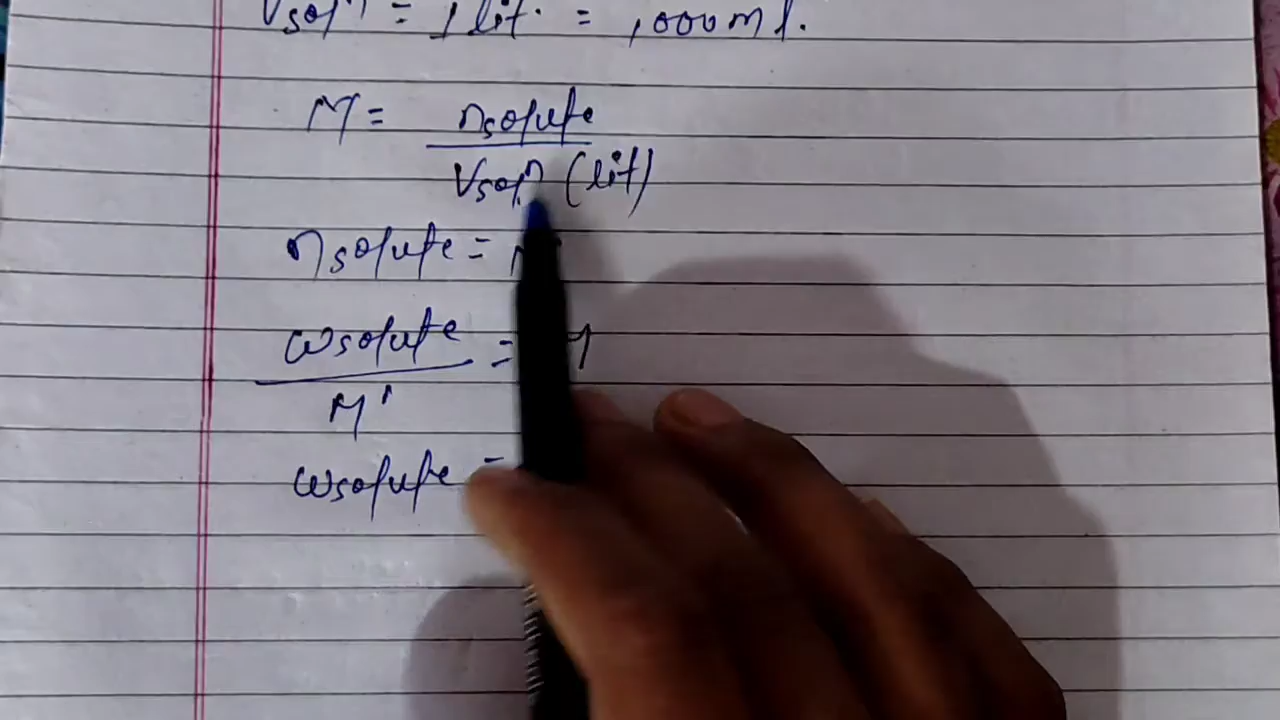 Vsoln = 1 lit. = 1000 ml.
M = nsolute
Vsoln (lit)
nsolute =
wsolute = M
M'
wsolute =